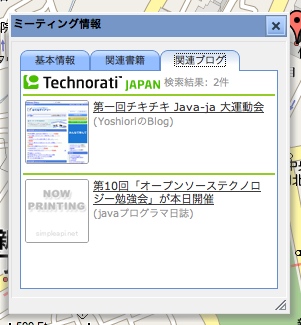 ミーティング情報
基本情報 関連書籍 関連ブログ
Technorati JAPAN 検索結果: 2件
第一回チキチキ Java-ja 大運動会
(YoshioriのBlog)
NOW
PRINTING
simpleapi.net
第10回「オープンソーステクノロ
ジー勉強会」が本日開催
(javaプログラマ日誌)
新
500 Ft